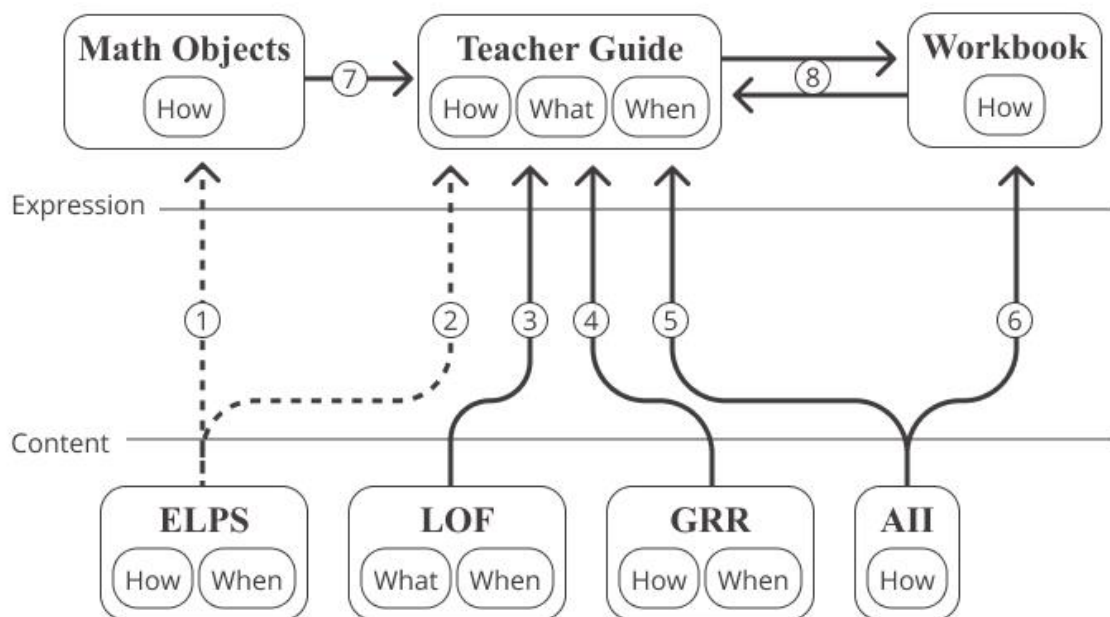 Math Objects
Teacher Guide
Workbook
How
7
How What When
8
How
Expression
1
2
3
4
5
6
Content
ELPS
LOF
GRR
AII
How When
What When
How When
How